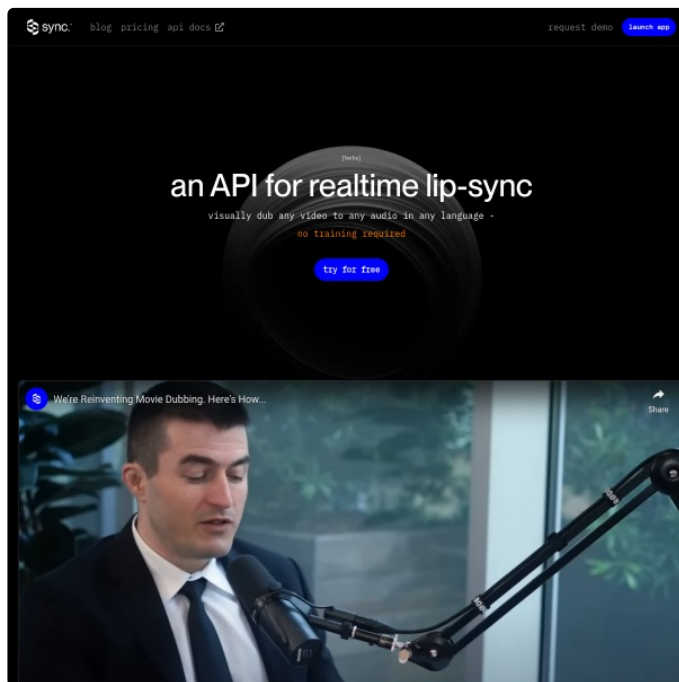 sync.
blog pricing api docs
request demo
launch app
[beta]
an API for realtime lip-sync
visually dub any video to any audio in any language -
no training required
try for free
We're Reinventing Movie Dubbing. Here's How...
Share